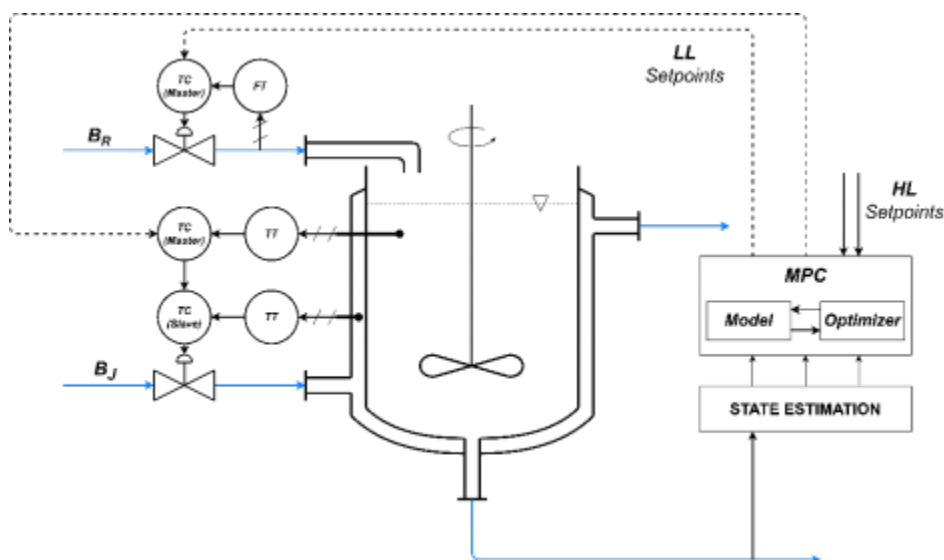 LL
Setpoints
TC
(Master)
FT
B_R
HL
Setpoints
TC
(Master)
TT
MPC
Model
Optimizer
TC
(Slave)
TT
B_J
STATE ESTIMATION